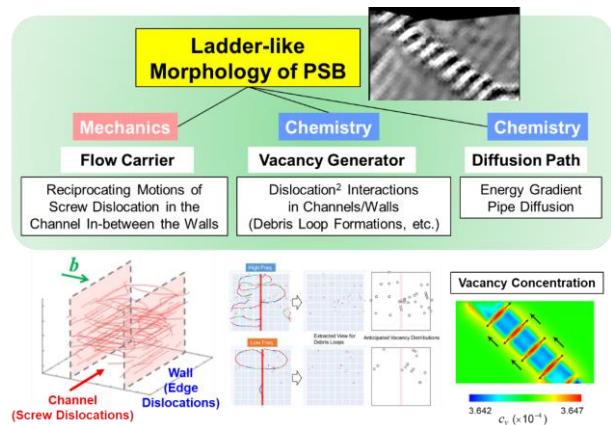 Ladder-like
Morphology of PSB
Mechanics
Chemistry
Chemistry
Flow Carrier
Vacancy Generator
Diffusion Path
Reciprocating Motions of
Screw Dislocation in the
Channel In-between the Walls
Dislocation² Interactions
in Channels/Walls
(Debris Loop Formations, etc.)
Energy Gradient
Pipe Diffusion
b
Wall
(Edge
Dislocations)
Channel
(Screw Dislocations)
High Freq.
Low Freq.
Extracted View for
Debris Loops
Anticipated Vacancy Distributions
Vacancy Concentration
3.642
3.647
cᵥ (×10⁻⁴)